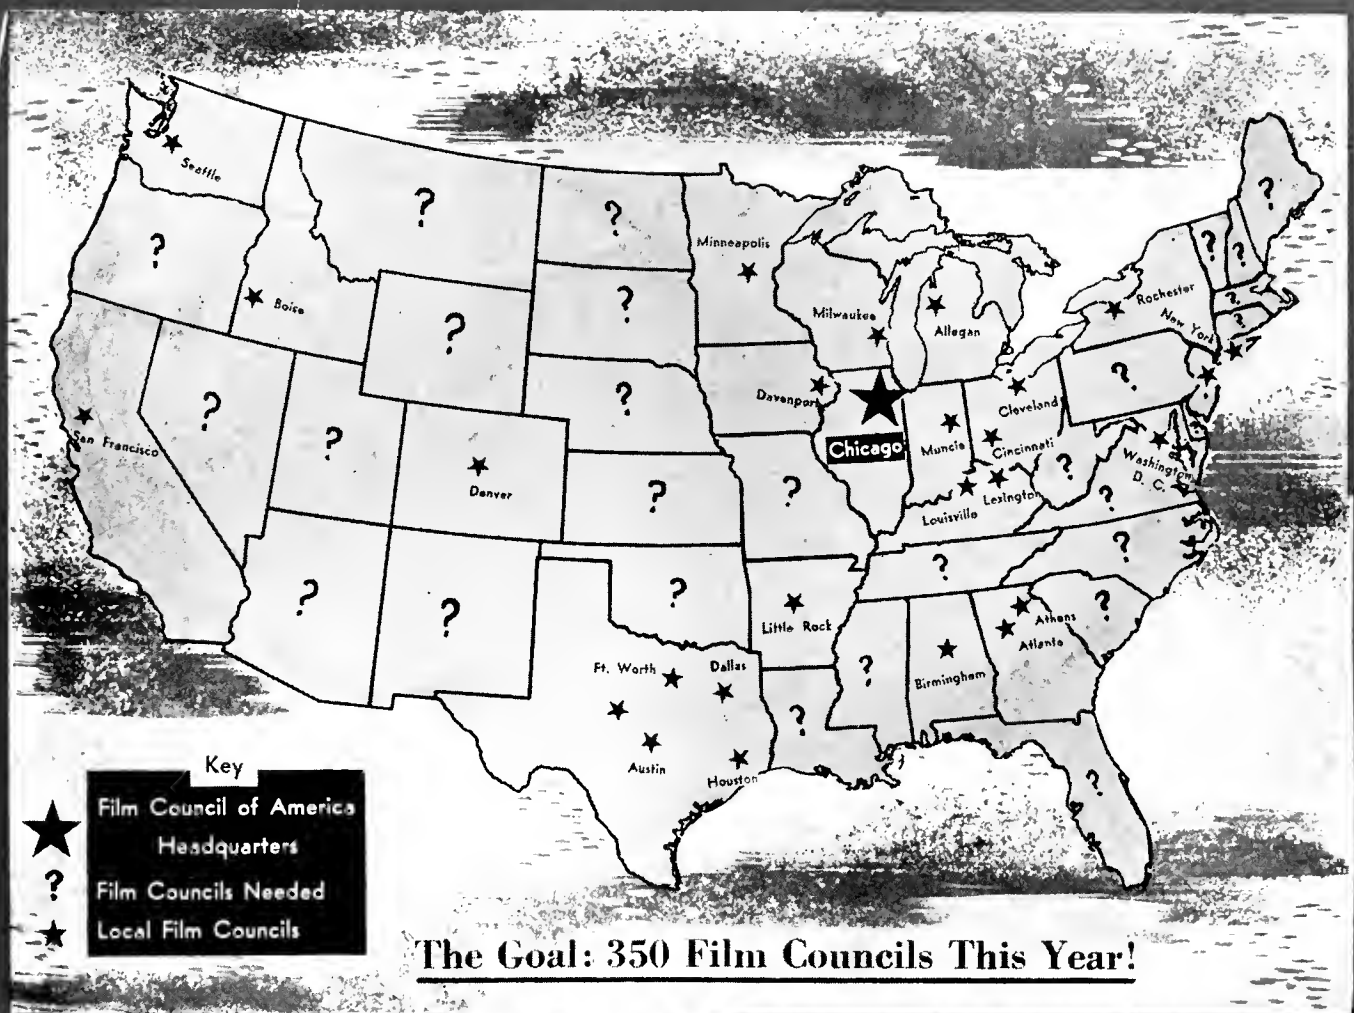 ?
?
Seattle
?
?
Minneapolis
?
?
?
Boise
?
?
Milwaukee
Allegan
Rochester
New York
?
?
San Francisco
?
?
?
Davenport
Cleveland
?
Denver
?
?
Chicago
Muncie
Cincinnati
Lexington
Louisville
?
?
Washington
D. C.
?
?
?
Little Rock
?
?
?
Athens
Atlanta
Ft. Worth
Dallas
Austin
Houston
?
?
Birmingham
?
Key
Film Council of America
Headquarters
? Film Councils Needed
Local Film Councils
The Goal: 350 Film Councils This Year!